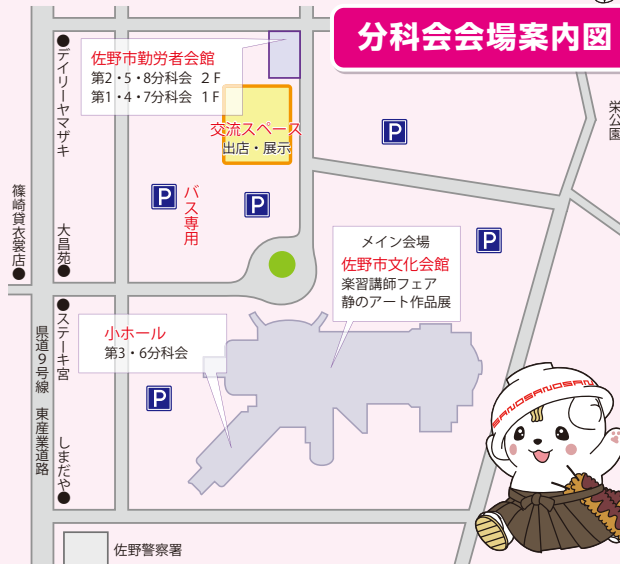 分科会会場案内図
佐野市勤労者会館
第2・5・8分科会 2F
第1・4・7分科会 1F
交流スペース
出店・展示
デイリーヤマザキ
栄公園
P
P
バス専用
P
P
篠崎貸衣裳店
大昌苑
メイン会場
佐野市文化会館
楽習講師フェア
静のアート作品展
ステーキ宮
小ホール
第3・6分科会
県道9号線 東産業道路
P
しまだや
SANOSANOSAN
佐野警察署